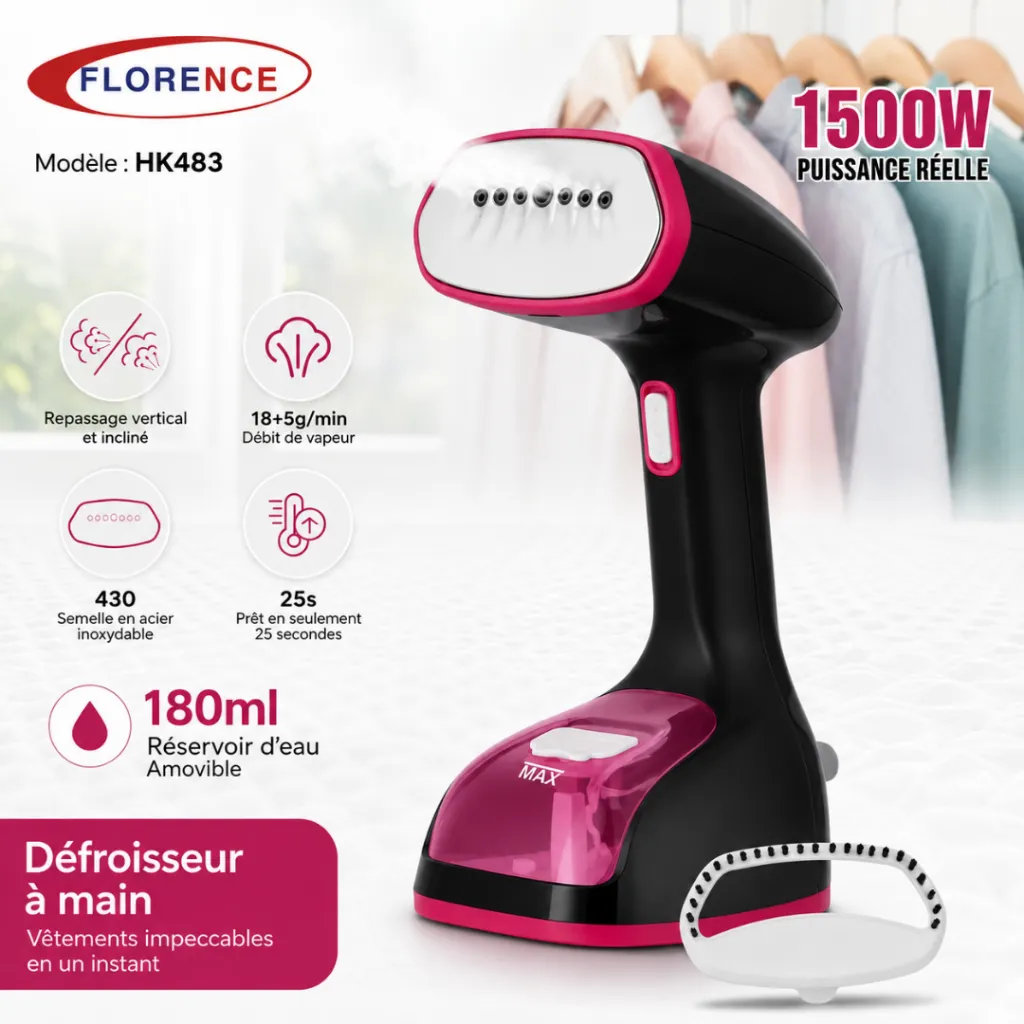 FLORENCE
Modèle : HK483
1500W
PUISSANCE RÉELLE
Repassage vertical
et incliné
18+5g/min
Débit de vapeur
430
Semelle en acier
inoxydable
25s
Prêt en seulement
25 secondes
180ml
Réservoir d'eau
Amovible
MAX
Défroisseur
à main
Vêtements impeccables
en un instant